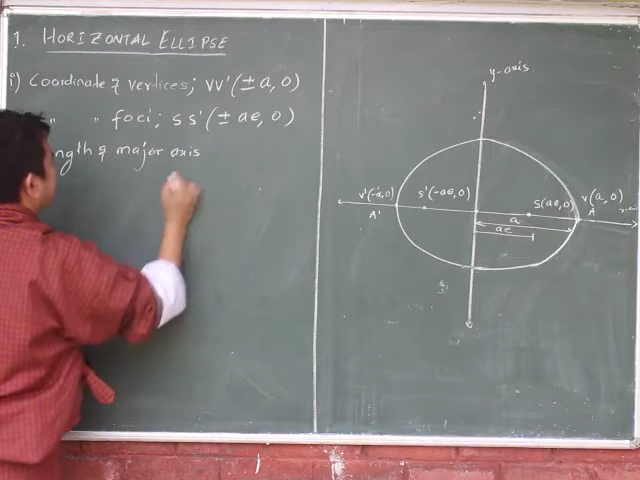 1. HORIZONTAL ELLIPSE
i) Coordinate of vertices; VV'(±a, 0)
" " foci; SS'(±ae, 0)
ngth of major axis
y-axis
V'(-a,0) S'(-ae,0) S(ae,0) V(a,0)
A' A
a
ae